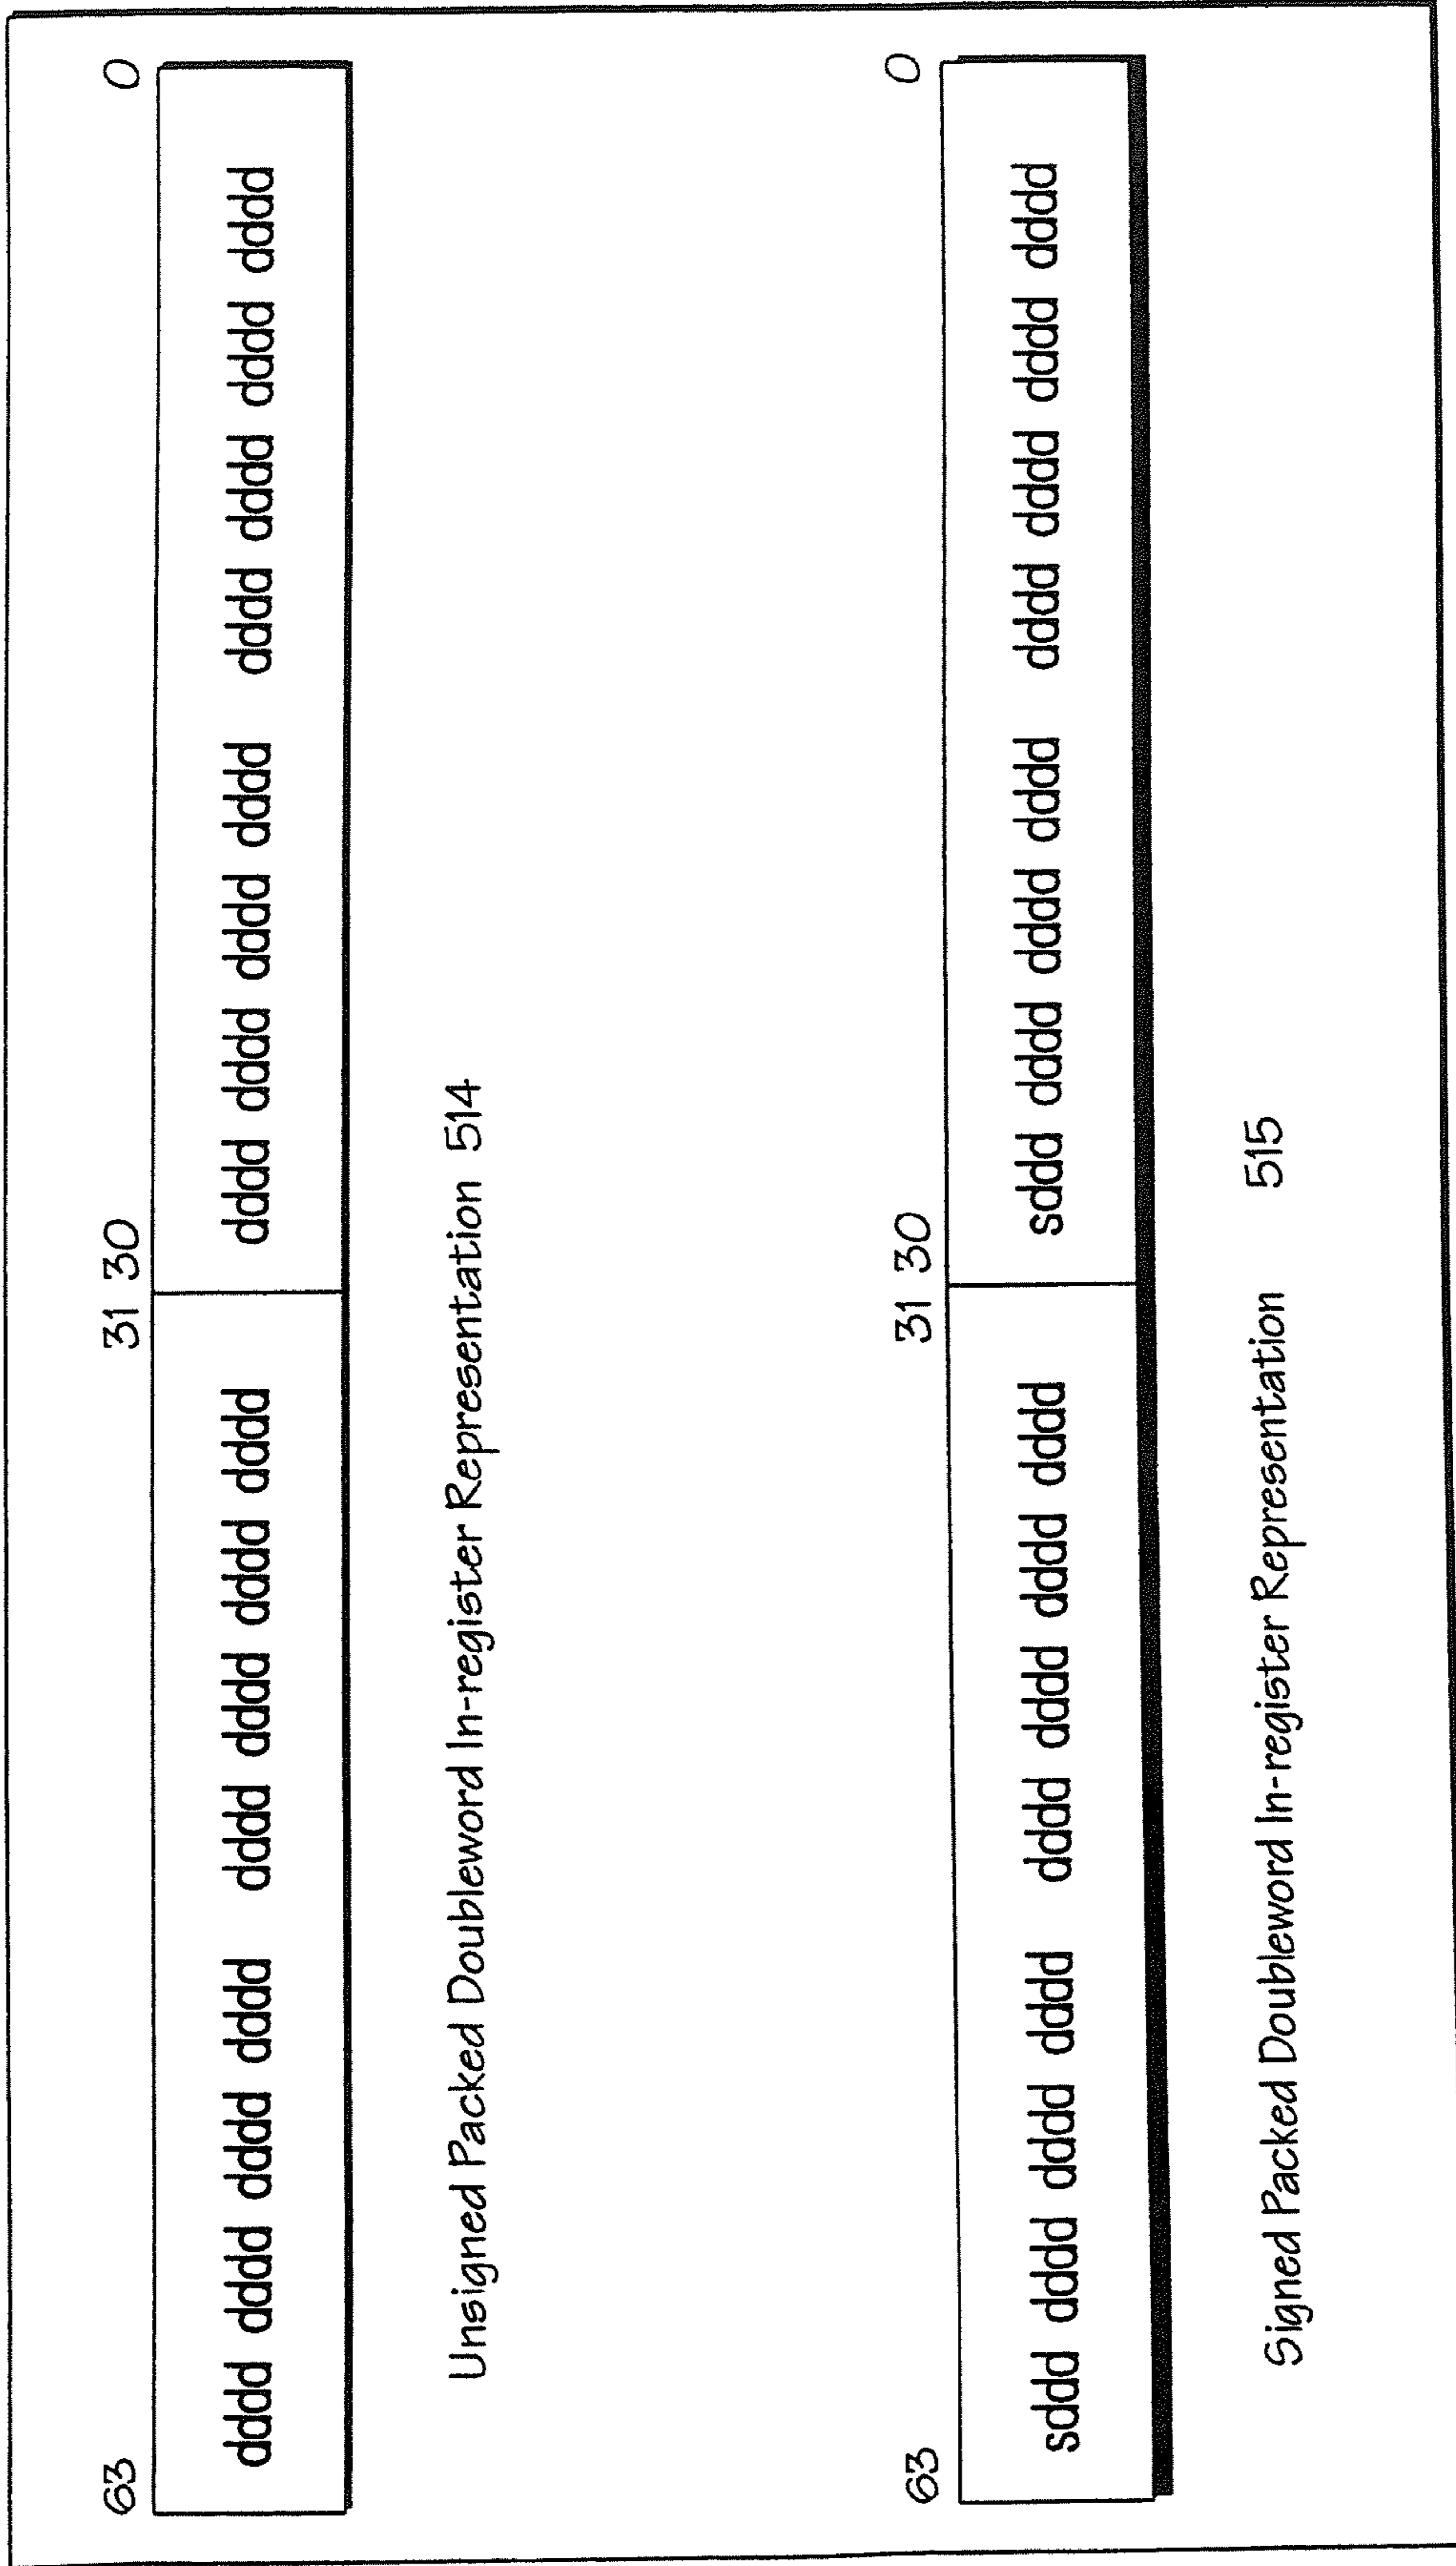 63 31 30 0
dddd dddd dddd dddd dddd dddd dddd dddd dddd dddd dddd dddd dddd dddd dddd dddd
Unsigned Packed Doubleword In-register Representation 514
63 31 30 0
sddd dddd dddd dddd dddd dddd dddd dddd sddd dddd dddd dddd dddd dddd dddd dddd
Signed Packed Doubleword In-register Representation 515